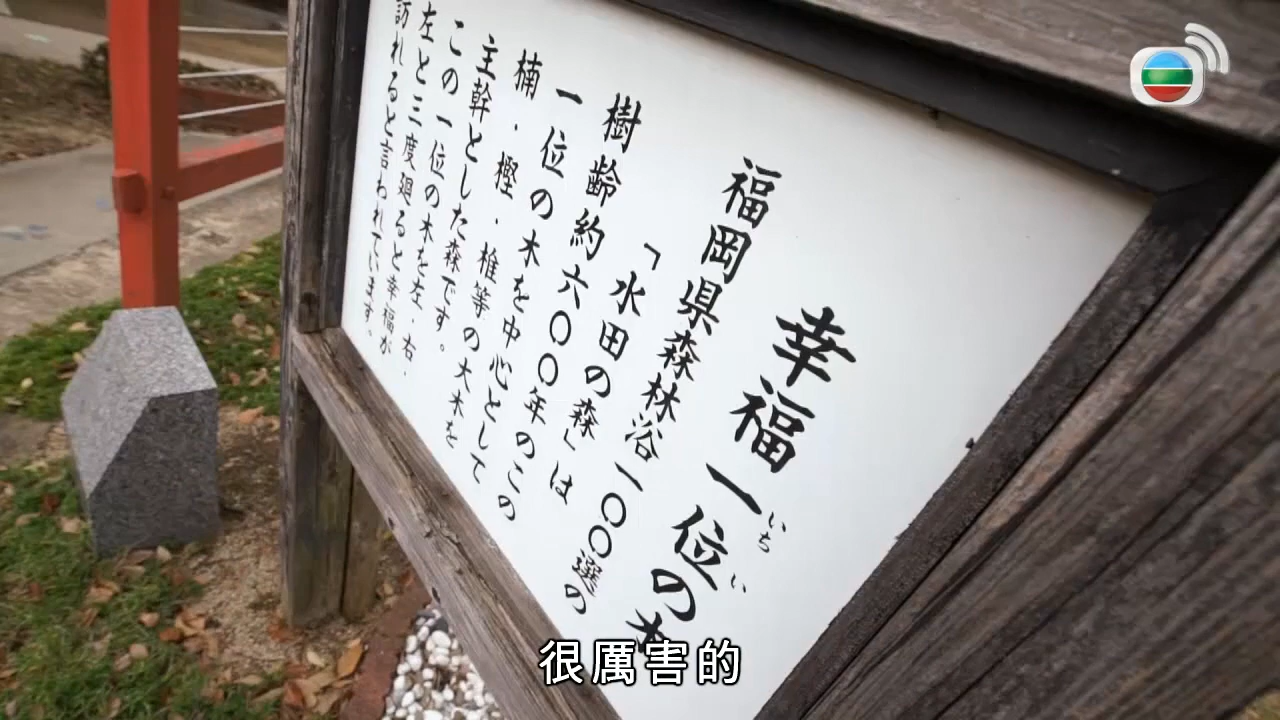 幸福一位の木
いちい
福岡県森林浴一〇〇選の
「水田の森」は
樹齢約六〇〇年のこの
一位の木を中心として
楠・樫・椎等の大木を
主幹とした森です。
この一位の木を左、右、
左と三度廻ると幸福が
訪れると言われています。
很厲害的